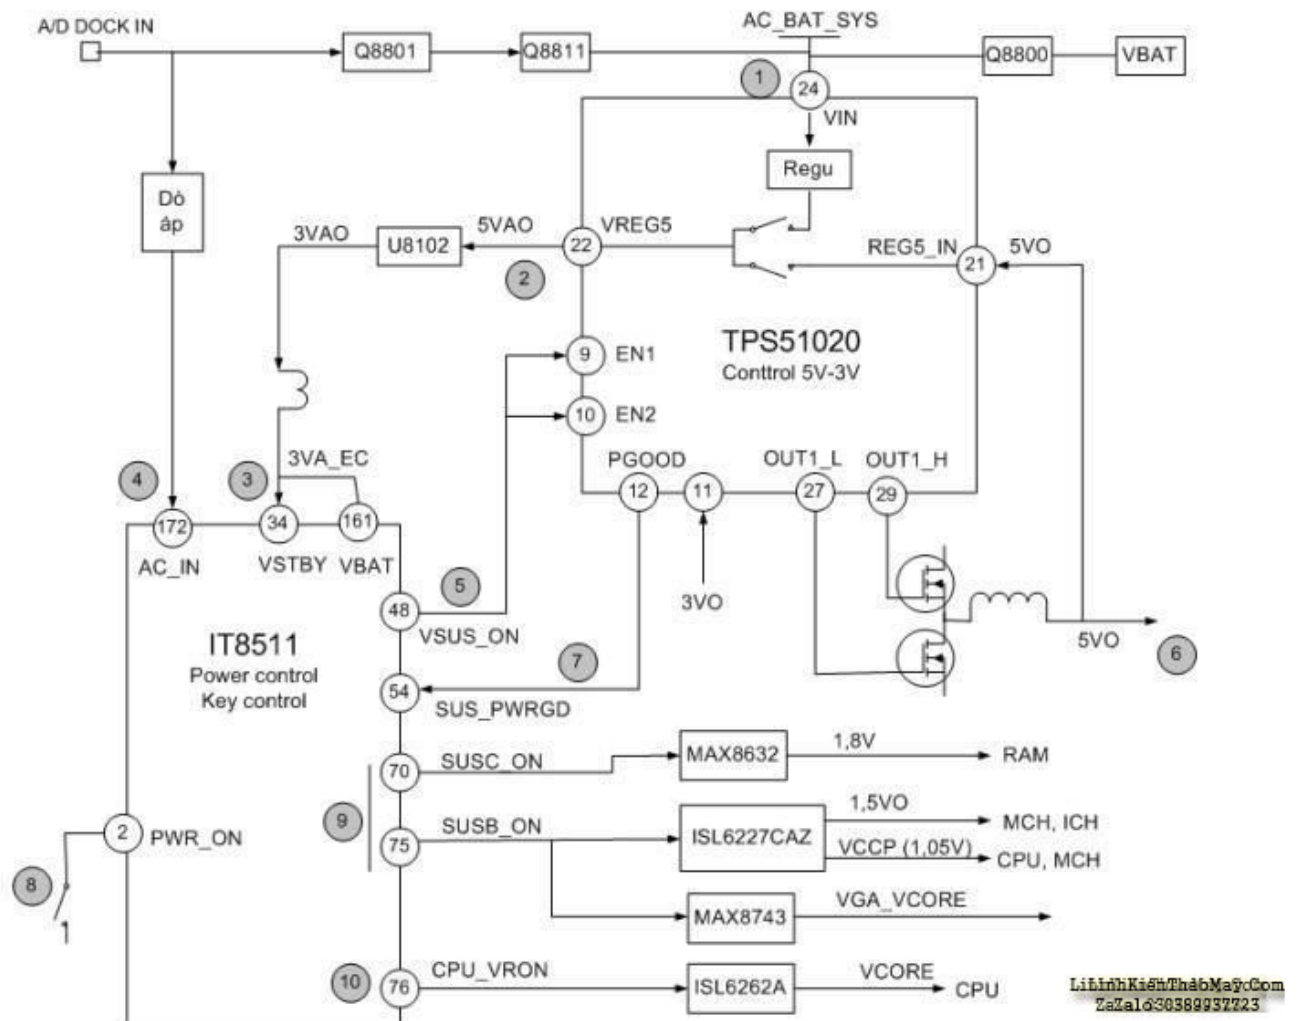 A/D DOCK IN
AC_BAT_SYS
Q8801
Q8811
Q8800
VBAT
1
24
VIN
Regu
Dò
áp
3VAO
U8102
5VAO
22
VREG5
REG5_IN
21
5VO
2
TPS51020
Conttrol 5V-3V
9
EN1
10
EN2
3VA_EC
PGOOD
OUT1_L
OUT1_H
4
3
12
11
27
29
172
34
161
AC_IN
VSTBY
VBAT
5
3VO
48
VSUS_ON
IT8511
Power control
Key control
7
5VO
6
54
SUS_PWRGD
70
SUSC_ON
MAX8632
1,8V
RAM
9
75
SUSB_ON
ISL6227CAZ
1,5VO
MCH, ICH
VCCP (1,05V)
CPU, MCH
2
PWR_ON
8
1
MAX8743
VGA_VCORE
10
76
CPU_VRON
ISL6262A
VCORE
CPU